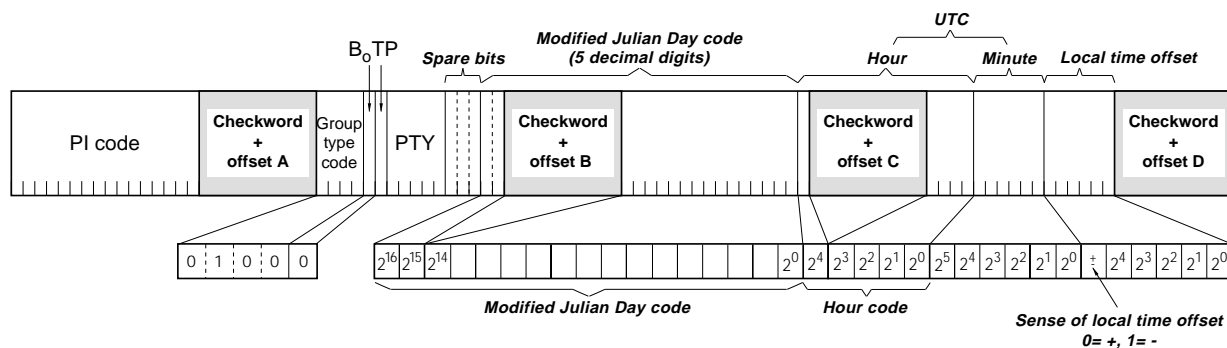 UTC
Modified Julian Day code
(5 decimal digits)
B₀ TP
Spare bits
Hour
Minute
Local time offset
PI code
Checkword
+
offset A
Group
type
code
PTY
Checkword
+
offset B
Checkword
+
offset C
Checkword
+
offset D
0 1 0 0 0
2¹⁶ 2¹⁵ 2¹⁴ 2⁰ 2⁴ 2³ 2² 2¹ 2⁰ 2⁵ 2⁴ 2³ 2² 2¹ 2⁰ ± 2⁴ 2³ 2² 2¹ 2⁰
Modified Julian Day code
Hour code
Sense of local time offset
0= +, 1= -